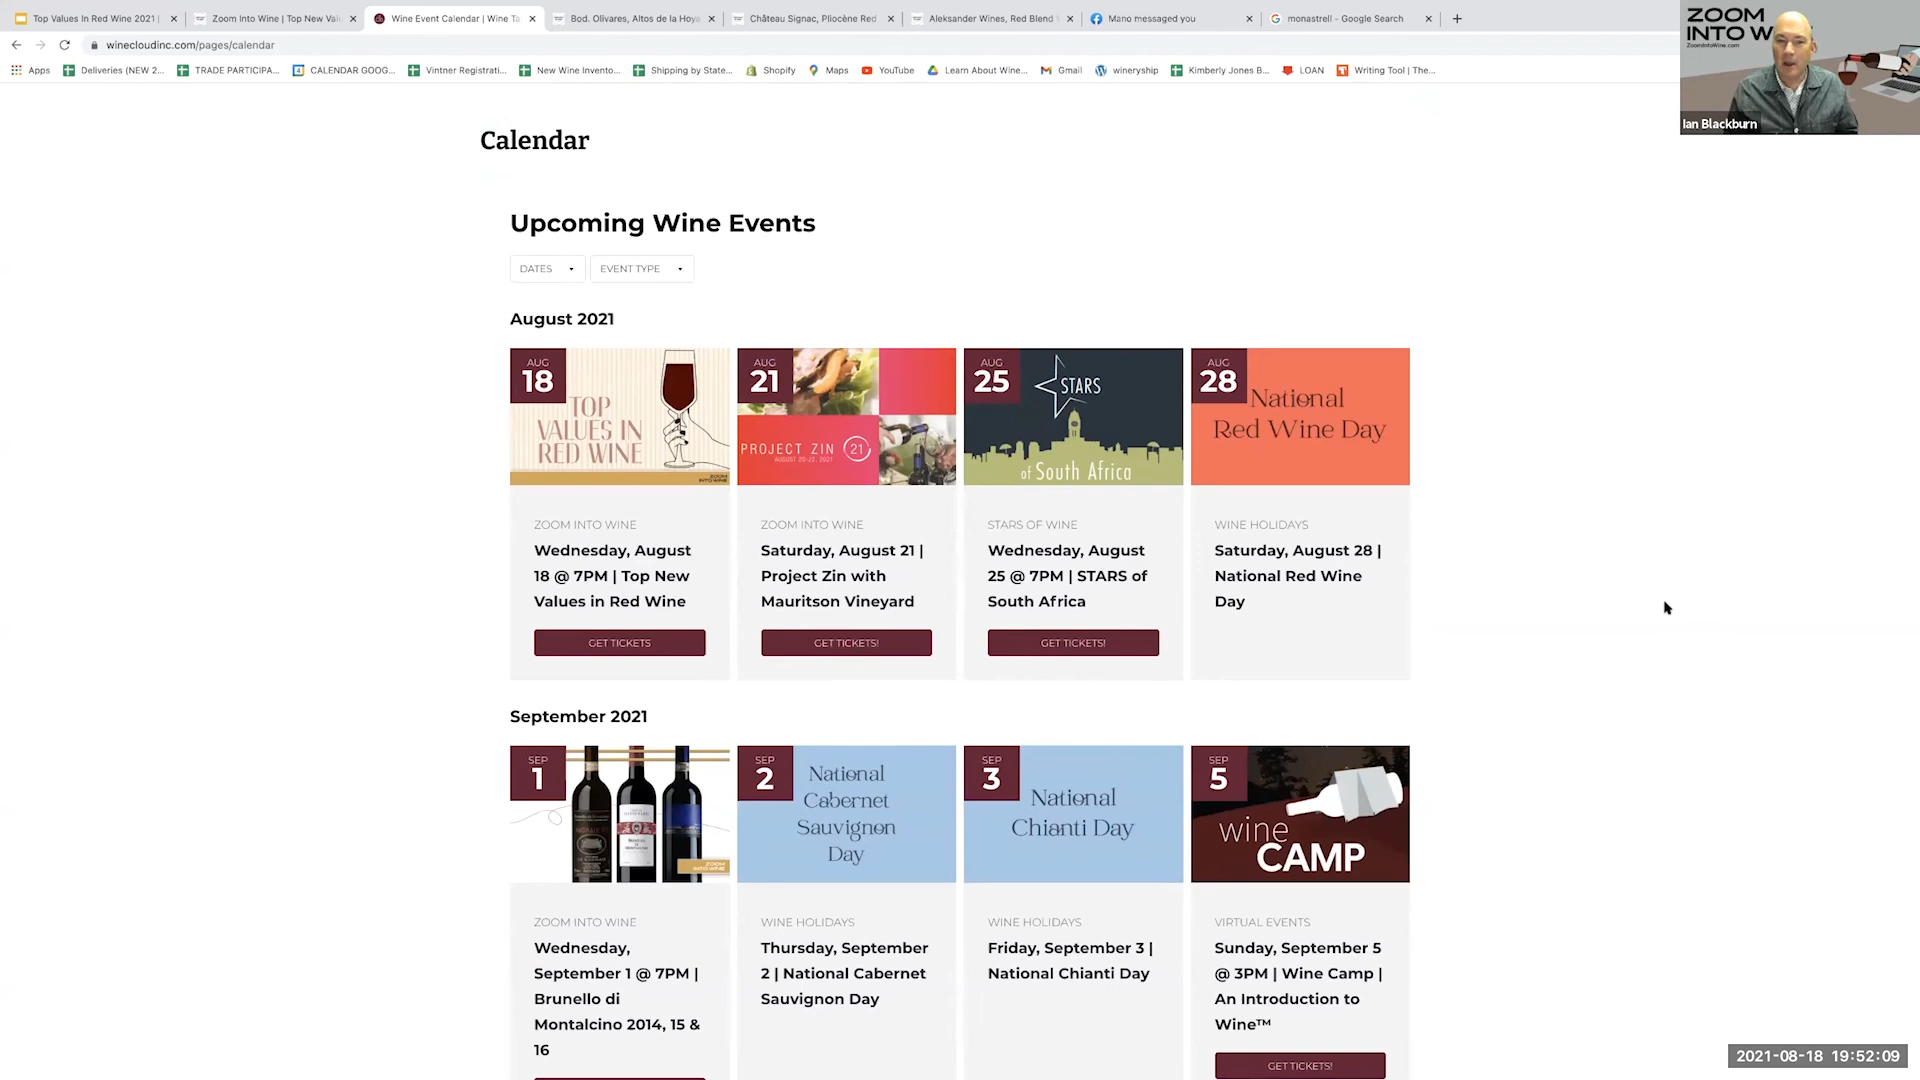 Top Values In Red Wine 2021 |
Zoom Into Wine | Top New Valu
Wine Event Calendar | Wine Ta
Bod. Olivares, Altos de la Hoya
Château Signac, Pliocène Red
Aleksander Wines, Red Blend
Mano messaged you
monastrell - Google Search
winecloudinc.com/pages/calendar
Apps
Deliveries (NEW 2...
TRADE PARTICIPA...
CALENDAR GOOG...
Vintner Registrati...
New Wine Invento...
Shipping by State...
Shopify
Maps
YouTube
Learn About Wine...
Gmail
wineryship
Kimberly Jones B...
LOAN
Writing Tool | The...
ZOOM
INTO W
ZoomIntoWine.com
Ian Blackburn
Calendar
Upcoming Wine Events
DATES
EVENT TYPE
August 2021
AUG
18
TOP
VALUES IN
RED WINE
ZOOM
INTO WINE
AUG
21
PROJECT ZIN 21
AUGUST 20-22, 2021
AUG
25
STARS
of South Africa
AUG
28
National
Red Wine Day
ZOOM INTO WINE
Wednesday, August
18 @ 7PM | Top New
Values in Red Wine
GET TICKETS
ZOOM INTO WINE
Saturday, August 21 |
Project Zin with
Mauritson Vineyard
GET TICKETS!
STARS OF WINE
Wednesday, August
25 @ 7PM | STARS of
South Africa
GET TICKETS!
WINE HOLIDAYS
Saturday, August 28 |
National Red Wine
Day
September 2021
SEP
1
ZOOM
INTO WINE
SEP
2
National
Cabernet
Sauvignon
Day
SEP
3
National
Chianti Day
SEP
5
wine
CAMP
ZOOM INTO WINE
Wednesday,
September 1 @ 7PM |
Brunello di
Montalcino 2014, 15 &
16
WINE HOLIDAYS
Thursday, September
2 | National Cabernet
Sauvignon Day
WINE HOLIDAYS
Friday, September 3 |
National Chianti Day
VIRTUAL EVENTS
Sunday, September 5
@ 3PM | Wine Camp |
An Introduction to
Wine™
GET TICKETS!
2021-08-18 19:52:09